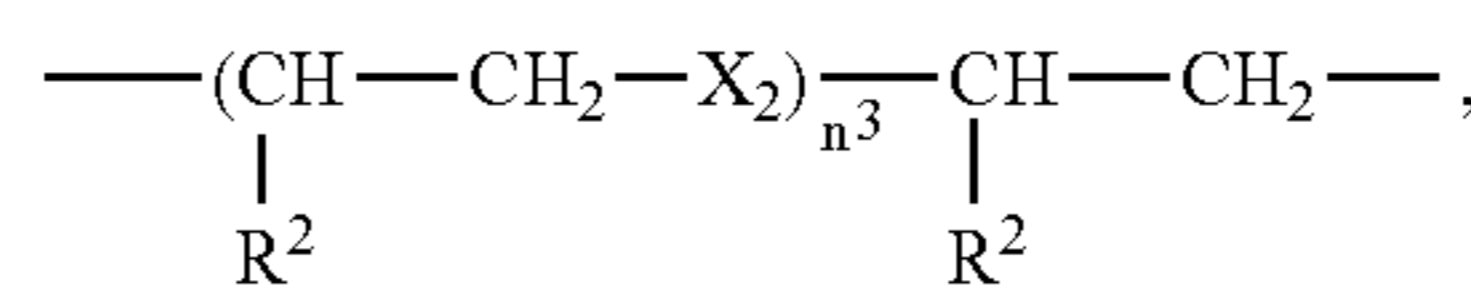 —(CH—CH₂—X₂)ₙ³—CH—CH₂—,
R² R²